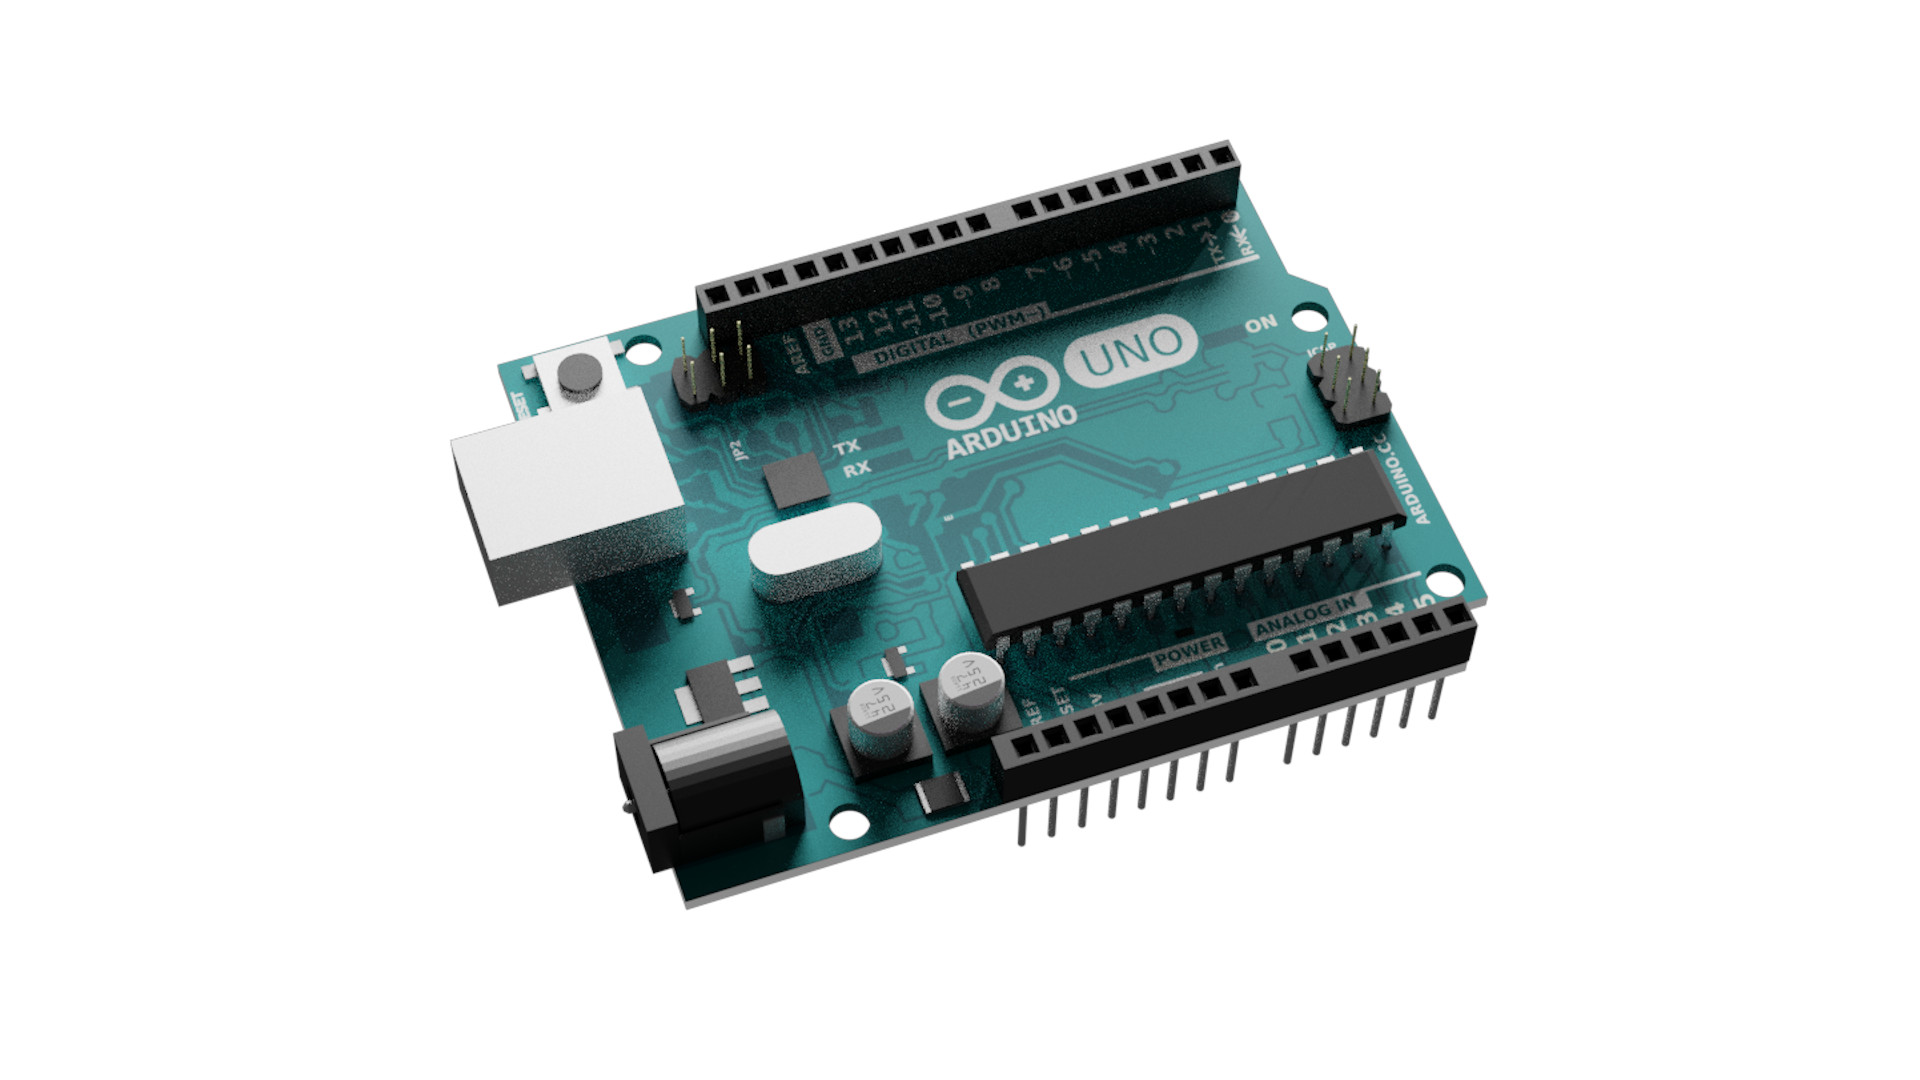 RX← 0
TX→ 1
2
~3
4
~5
~6
7
8
~9
~10
~11
12
13
GND
AREF
DIGITAL (PWM~)
UNO
ON
ARDUINO
TX
RX
JP2
ARDUINO.CC
ANALOG IN
POWER
0
1
2
3
4
5
47
25V
47
25V